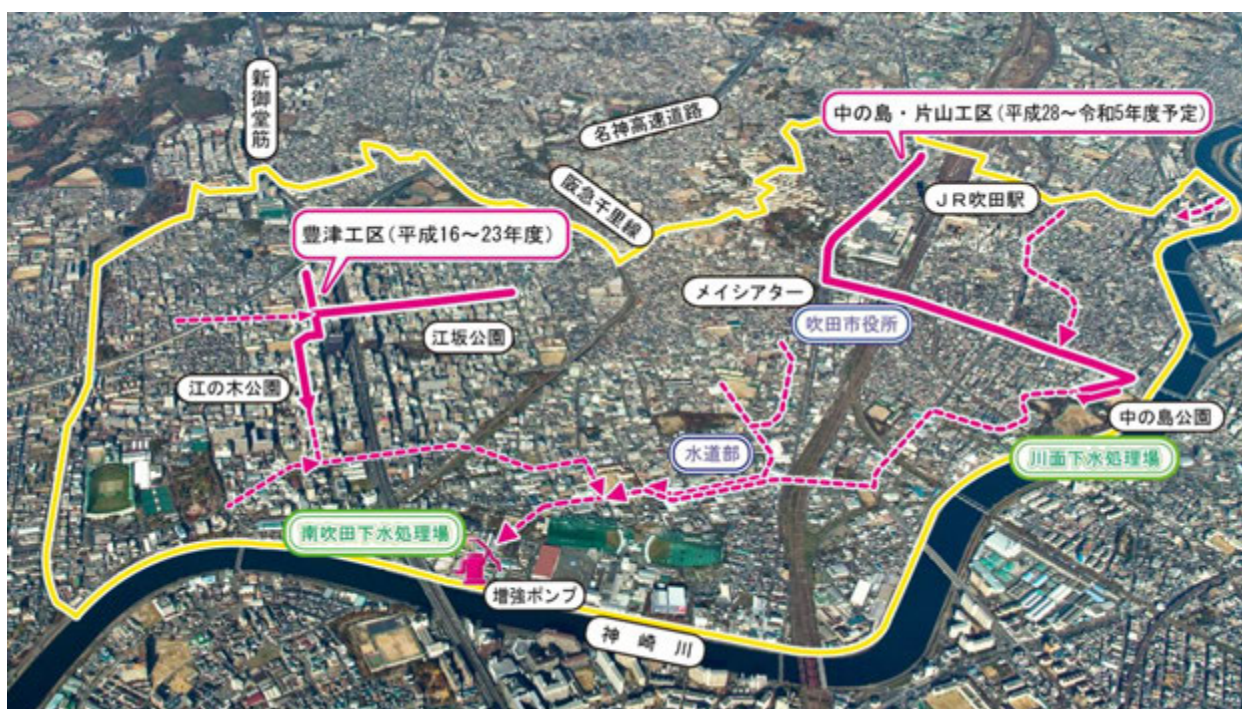 新御堂筋
名神高速道路
中の島・片山工区(平成28～令和5年度予定)
阪急千里線
JR吹田駅
豊津工区(平成16～23年度)
メイシアター
吹田市役所
江坂公園
江の木公園
中の島公園
水道部
川面下水処理場
南吹田下水処理場
増強ポンプ
神崎川